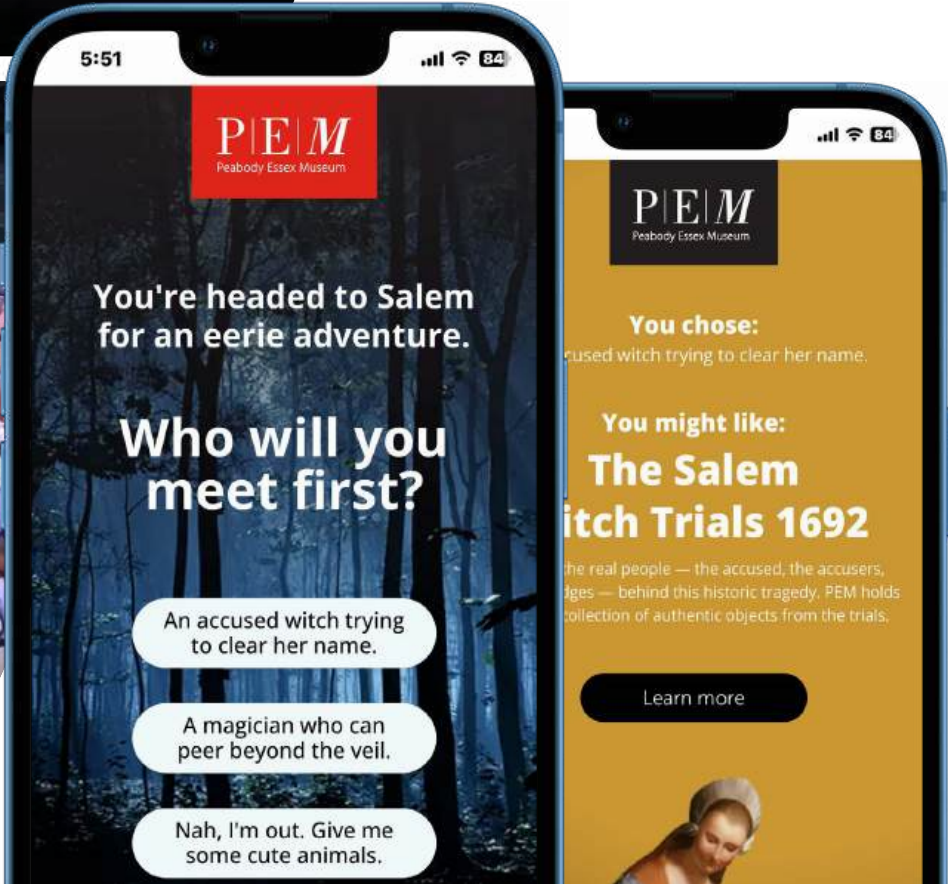 5:51
84
P|E|M
Peabody Essex Museum
You're headed to Salem
for an eerie adventure.
Who will you
meet first?
An accused witch trying
to clear her name.
A magician who can
peer beyond the veil.
Nah, I'm out. Give me
some cute animals.
84
P|E|M
Peabody Essex Museum
You chose:
cused witch trying to clear her name.
You might like:
The Salem
itch Trials 1692
the real people — the accused, the accusers,
dges — behind this historic tragedy. PEM holds
collection of authentic objects from the trials.
Learn more